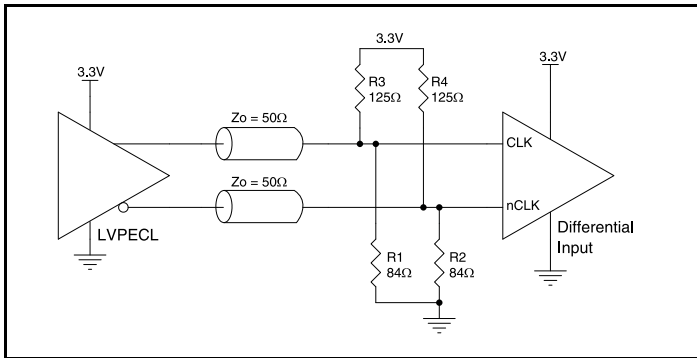 3.3V
3.3V
3.3V
R3
125Ω
R4
125Ω
Zo = 50Ω
CLK
Zo = 50Ω
nCLK
LVPECL
Differential
Input
R1
84Ω
R2
84Ω